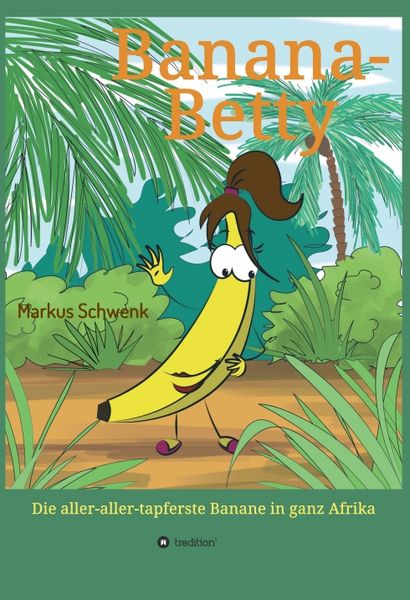 Banana-
Betty
Markus Schwenk
Die aller-aller-tapferste Banane in ganz Afrika
tredition®